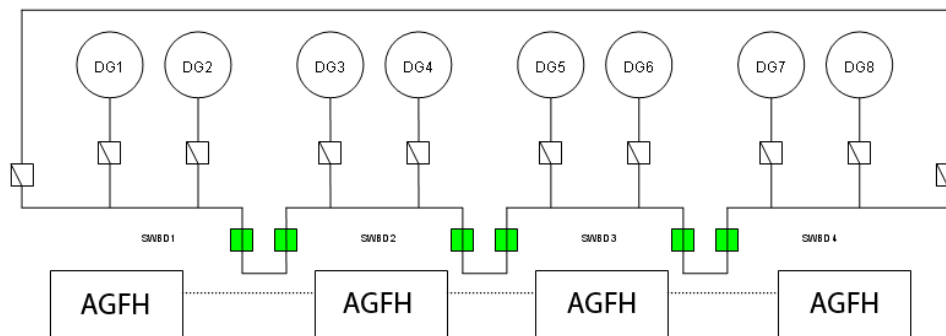 DG1 DG2 DG3 DG4 DG5 DG6 DG7 DG8
SWBD1 SWBD2 SWBD3 SWBD4
AGFH AGFH AGFH AGFH